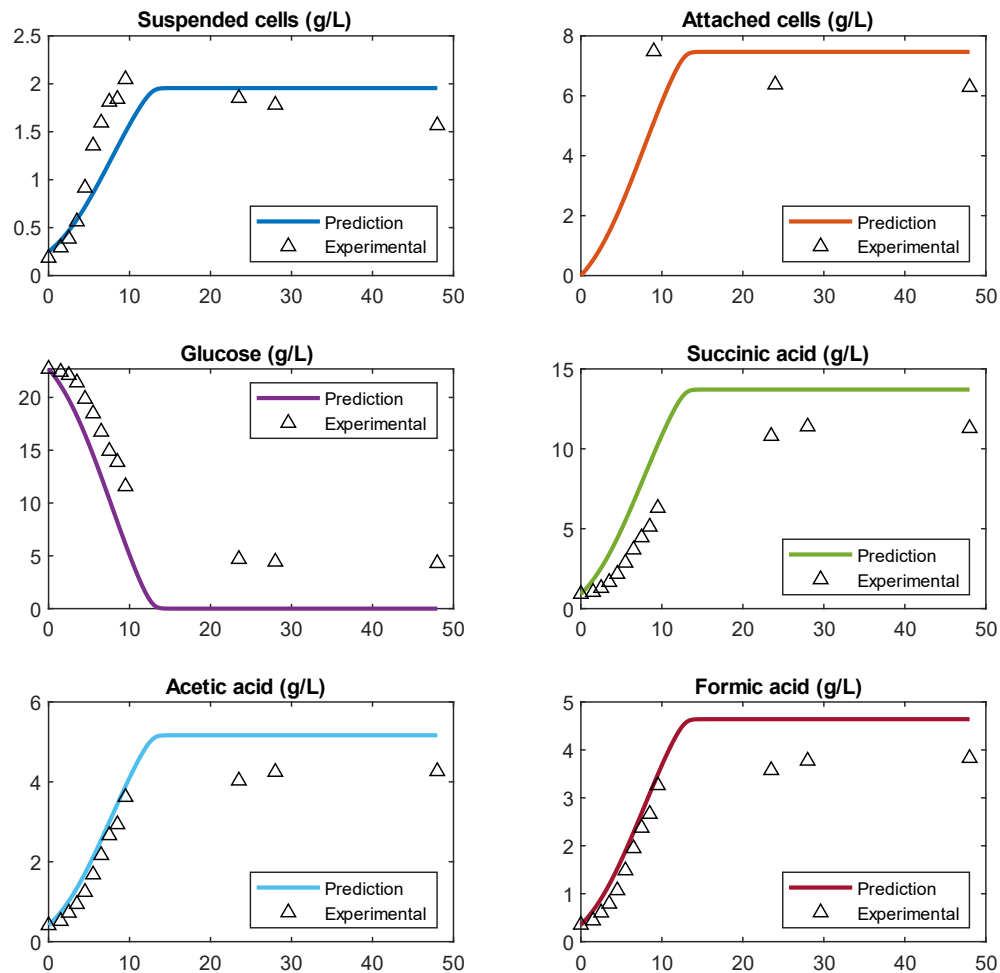 Suspended cells (g/L)
2.5
2
1.5
1
0.5
0
0 10 20 30 40 50
Prediction
Experimental
Attached cells (g/L)
8
6
4
2
0
0 10 20 30 40 50
Prediction
Experimental
Glucose (g/L)
20
15
10
5
0
0 10 20 30 40 50
Prediction
Experimental
Succinic acid (g/L)
15
10
5
0
0 10 20 30 40 50
Prediction
Experimental
Acetic acid (g/L)
6
4
2
0
0 10 20 30 40 50
Prediction
Experimental
Formic acid (g/L)
5
4
3
2
1
0
0 10 20 30 40 50
Prediction
Experimental